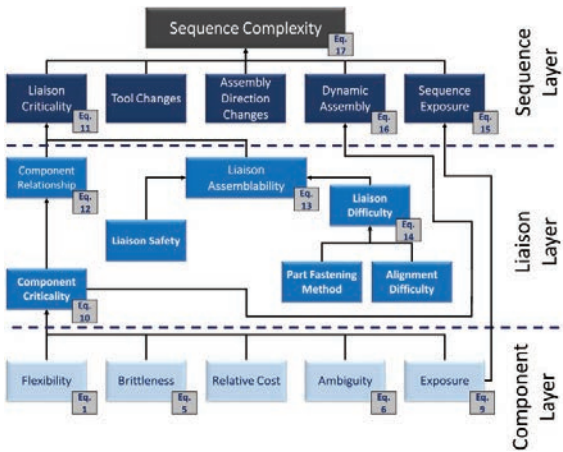 Sequence Complexity
Eq.
17
Liaison
Criticality
Eq.
11
Tool Changes
Assembly
Direction
Changes
Dynamic
Assembly
Eq.
16
Sequence
Exposure
Eq.
15
Sequence
Layer
Component
Relationship
Eq.
12
Liaison
Assemblability
Eq.
13
Liaison Safety
Liaison
Difficulty
Eq.
14
Part Fastening
Method
Alignment
Difficulty
Component
Criticality
Eq.
10
Liaison
Layer
Flexibility
Eq.
1
Brittleness
Eq.
5
Relative Cost
Ambiguity
Eq.
6
Exposure
Eq.
9
Component
Layer